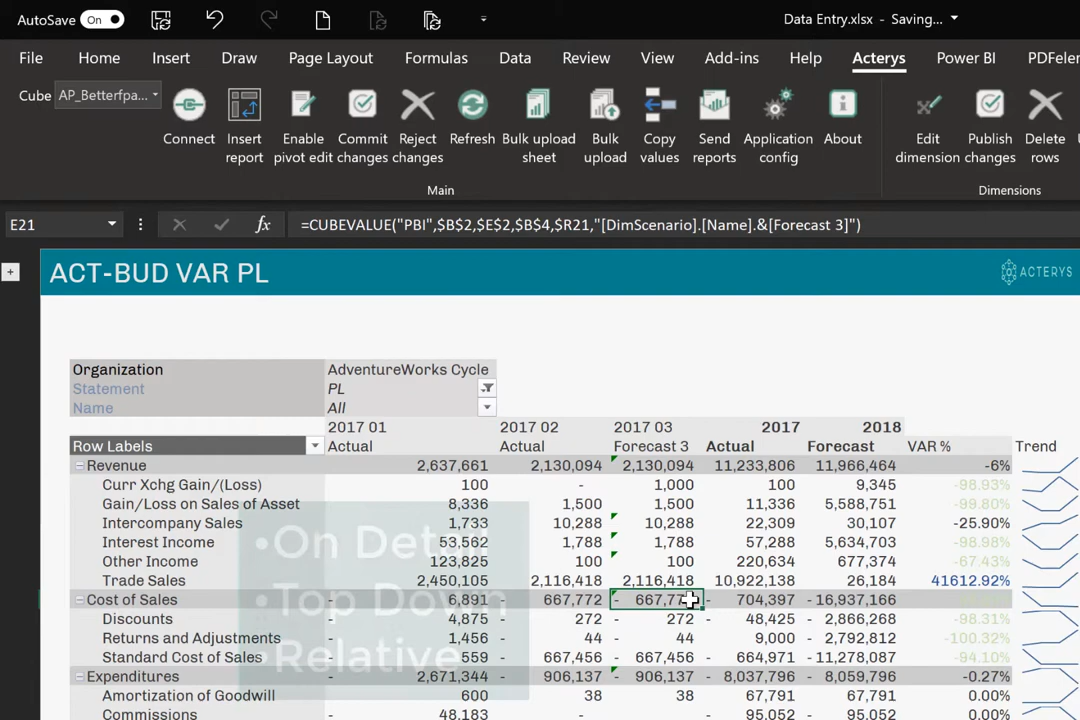 AutoSave On Data Entry.xlsx - Saving...
File Home Insert Draw Page Layout Formulas Data Review View Add-ins Help Acterys Power BI
Cube AP_Betterfpa...
Connect Insert report Enable pivot edit Commit changes Reject changes Refresh Bulk upload sheet Bulk upload Copy values Send reports Application config About Edit dimension Publish changes Delete rows
Main Dimensions
E21 fx =CUBEVALUE("PBI",$B$2,$E$2,$B$4,$R21,"[DimScenario].[Name].&[Forecast 3]")
ACT-BUD VAR PL ACTERYS
Organization AdventureWorks Cycle
Statement PL
Name All
2017 01 2017 02 2017 03 2017 2018
Row Labels Actual Actual Forecast 3 Actual Forecast VAR % Trend
Revenue 2,637,661 2,130,094 2,130,094 11,233,806 11,966,464 -6%
Curr Xchg Gain/(Loss) 100 - 1,000 100 9,345 -98.93%
Gain/Loss on Sales of Asset 8,336 1,500 1,500 11,336 5,588,751 -99.80%
Intercompany Sales 1,733 10,288 10,288 22,309 30,107 -25.90%
Interest Income 53,562 1,788 1,788 57,288 5,634,703 -98.98%
Other Income 123,825 100 100 220,634 677,374 -67.43%
Trade Sales 2,450,105 2,116,418 2,116,418 10,922,138 26,184 41612.92%
Cost of Sales - 6,891 - 667,772 - - 704,397 - 16,937,166
Discounts - 4,875 - 272 - 272 - 48,425 - 2,866,268 -98.31%
Returns and Adjustments - 1,456 - 44 - 44 9,000 - 2,792,812 -100.32%
Standard Cost of Sales - 559 - 667,456 - 667,456 - 664,971 - 11,278,087 -94.10%
Expenditures - 2,671,344 - 906,137 - 906,137 - 8,037,796 - 8,059,796 -0.27%
Amortization of Goodwill 600 38 38 67,791 67,791 0.00%
Commissions - 48,183 - - 95,052 - 95,052 0.00%
•On Detail
•Top Down
•Relative